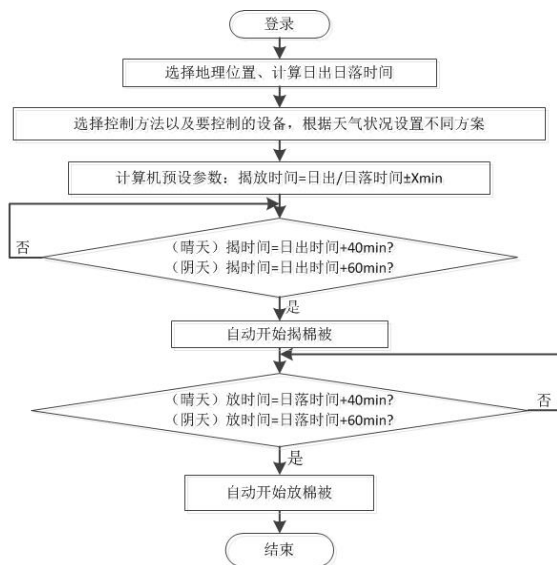 登录
选择地理位置、计算日出日落时间
选择控制方法以及要控制的设备，根据天气状况设置不同方案
计算机预设参数：揭放时间=日出/日落时间±Xmin
否
（晴天）揭时间=日出时间+40min?
（阴天）揭时间=日出时间+60min?
是
自动开始揭棉被
（晴天）放时间=日落时间+40min?
（阴天）放时间=日落时间+60min?
否
是
自动开始放棉被
结束